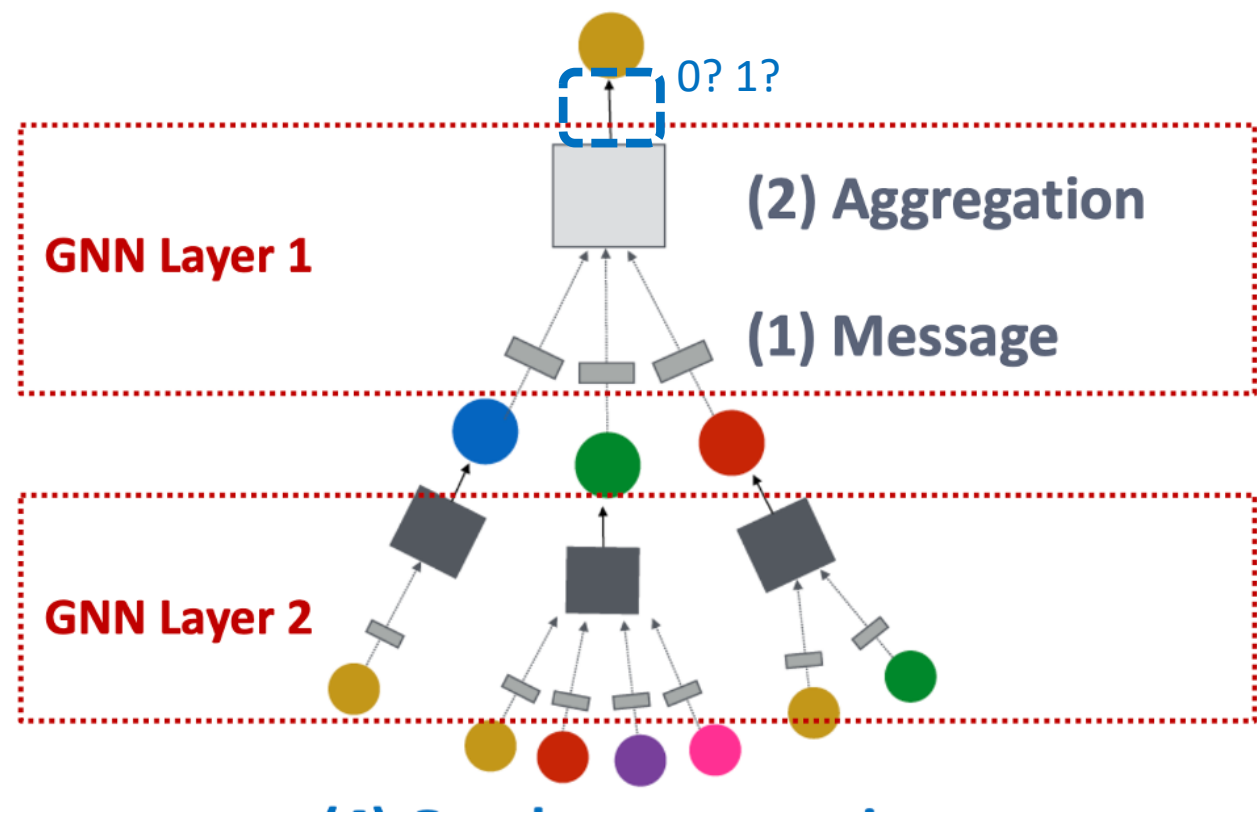 0? 1?
(2) Aggregation
GNN Layer 1
(1) Message
GNN Layer 2